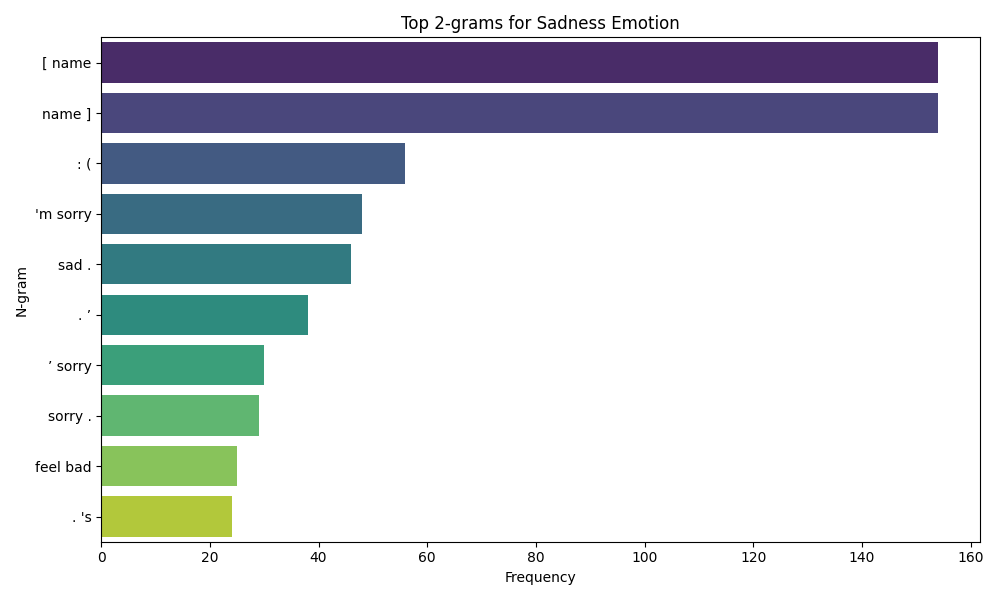 Top 2-grams for Sadness Emotion
[ name
name ]
: (
'm sorry
sad .
. ’
’ sorry
sorry .
feel bad
. 's
N-gram
0 20 40 60 80 100 120 140 160
Frequency